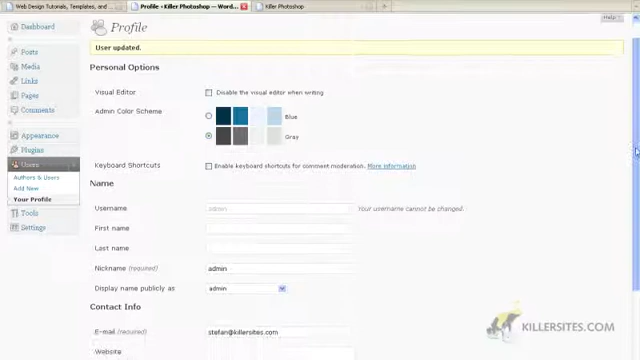 Web Design Tutorials, Templates, and ...
Profile ‹ Killer Photoshop — Wor...
Killer Photoshop
Help
Dashboard
Posts
Media
Links
Pages
Comments
Appearance
Plugins
Users
Authors & Users
Add New
Your Profile
Tools
Settings
Profile
User updated.
Personal Options
Visual Editor
Disable the visual editor when writing
Admin Color Scheme
Blue
Gray
Keyboard Shortcuts
Enable keyboard shortcuts for comment moderation. More information
Name
Username
admin
Your username cannot be changed.
First name
Last name
Nickname (required)
admin
Display name publicly as
admin
Contact Info
E-mail (required)
stefan@killersites.com
Website
KILLERSITES.COM